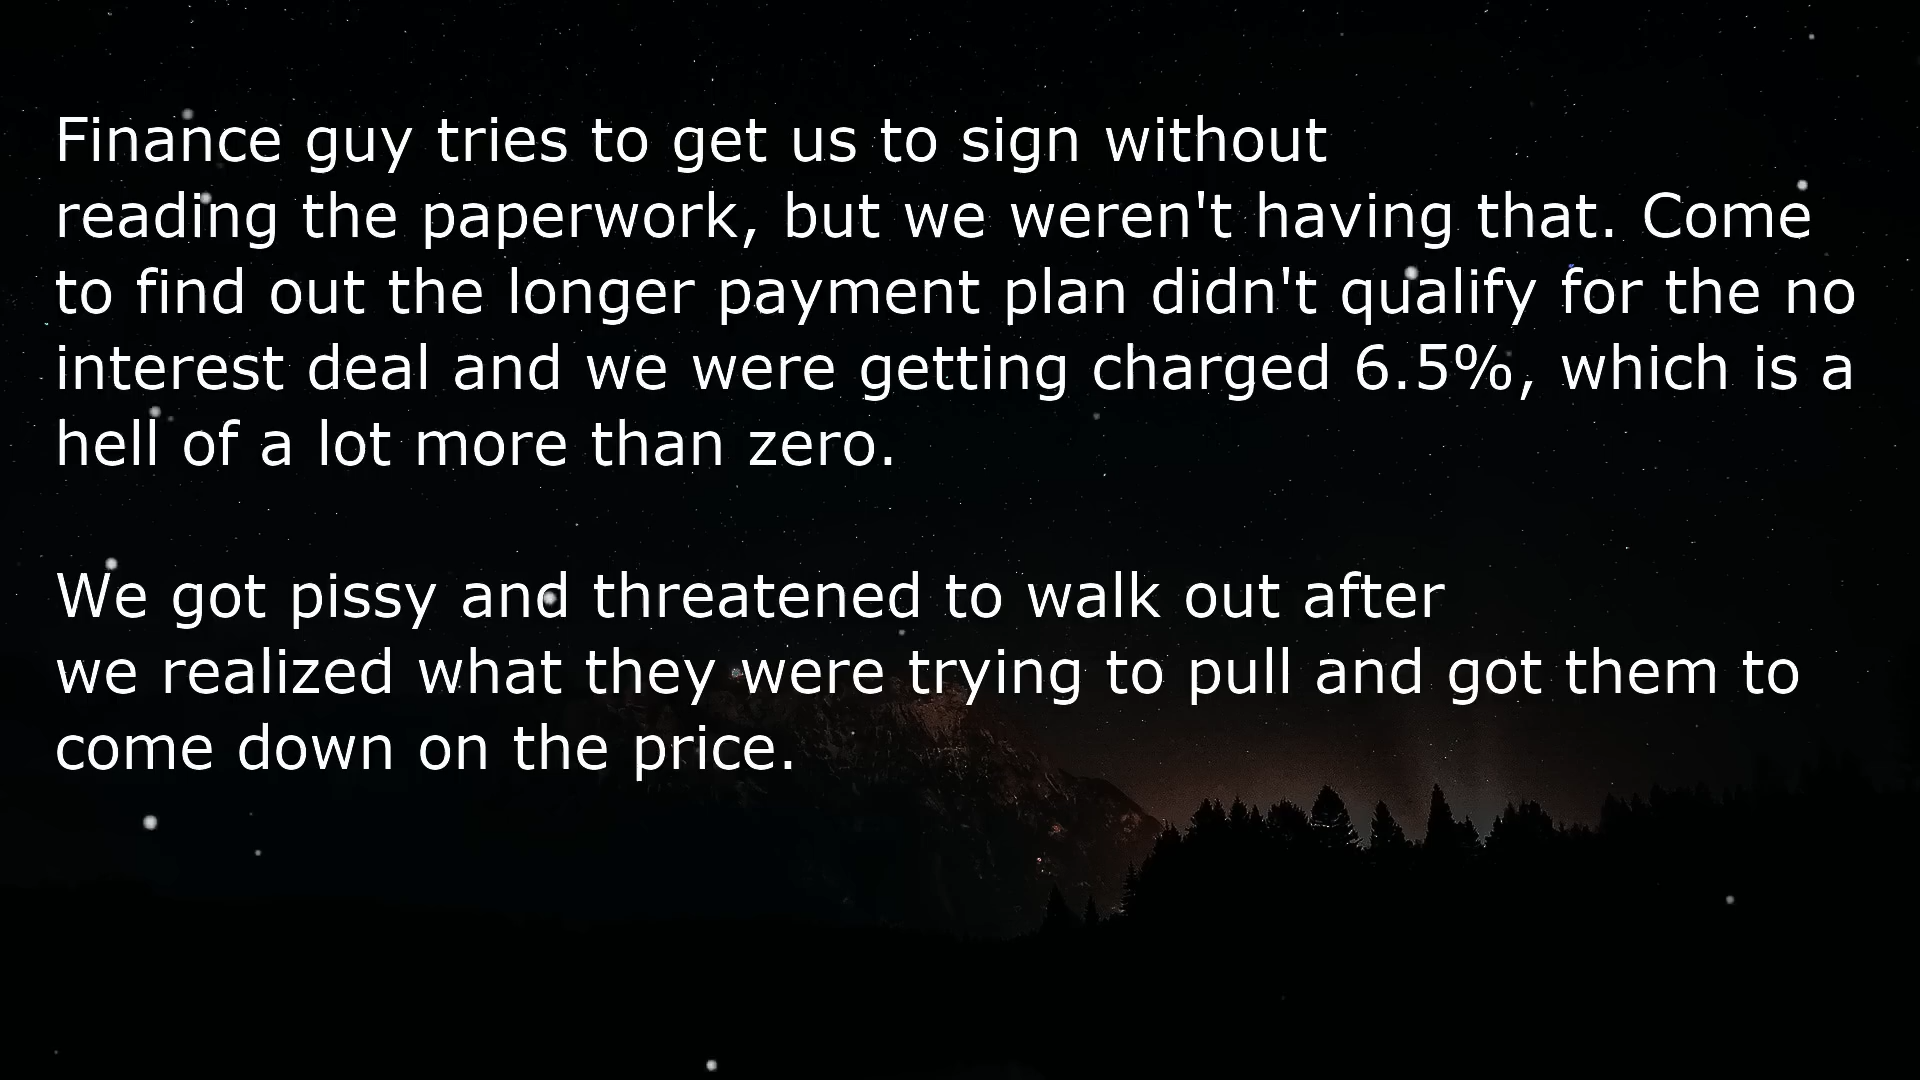 Finance guy tries to get us to sign without
reading the paperwork, but we weren't having that. Come
to find out the longer payment plan didn't qualify for the no
interest deal and we were getting charged 6.5%, which is a
hell of a lot more than zero.
We got pissy and threatened to walk out after
we realized what they were trying to pull and got them to
come down on the price.